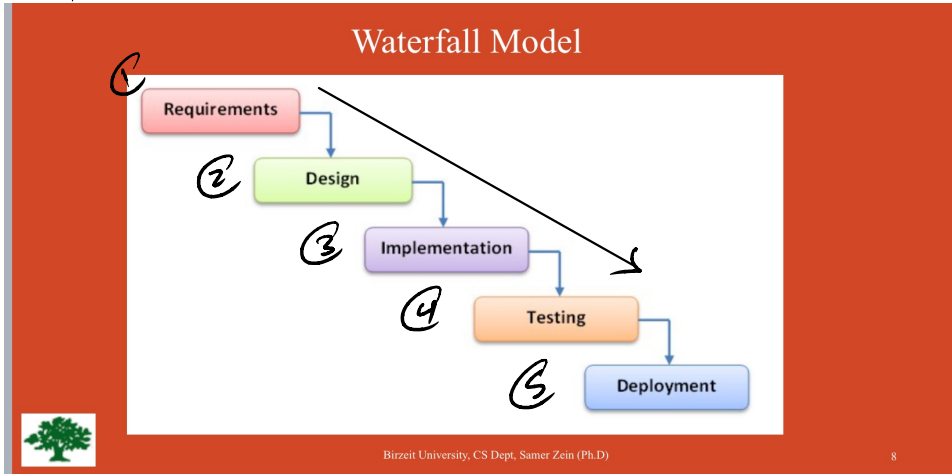 Waterfall Model
1
Requirements
2
Design
3
Implementation
4
Testing
5
Deployment
Birzeit University, CS Dept, Samer Zein (Ph.D)
8